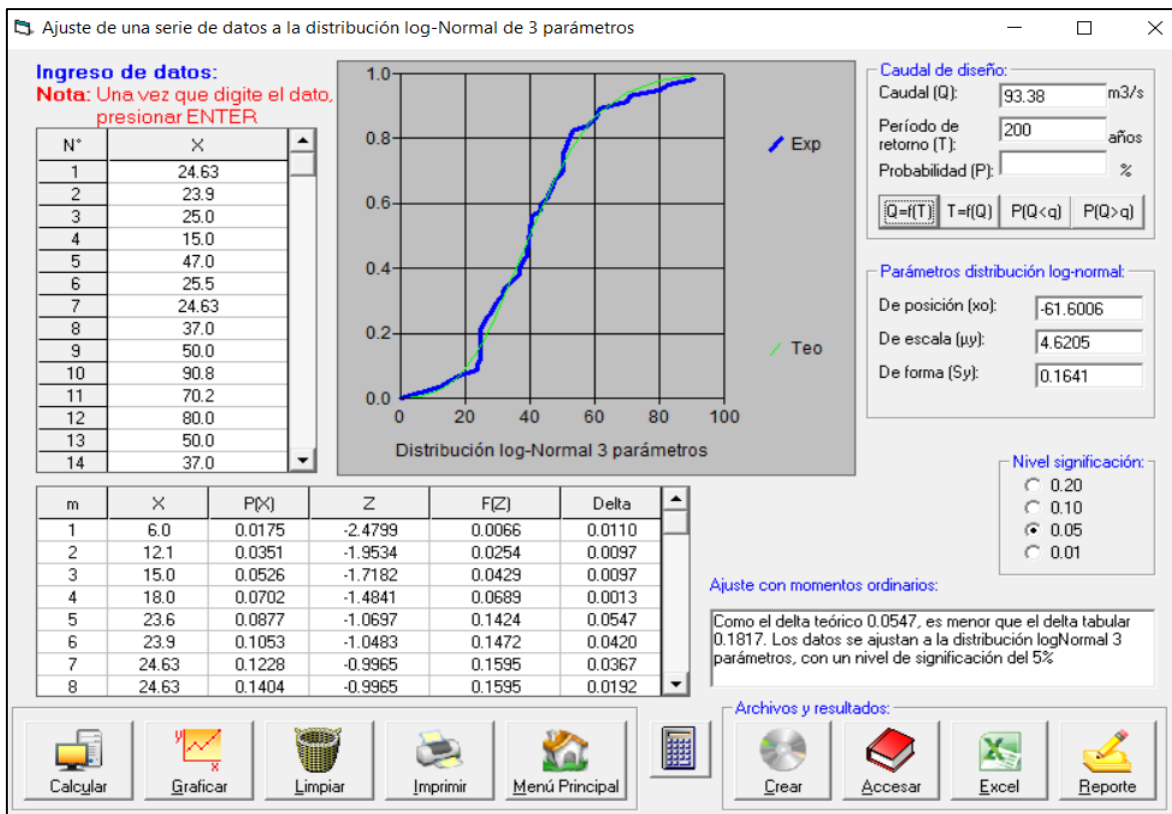 Ajuste de una serie de datos a la distribución log-Normal de 3 parámetros
Ingreso de datos:
Nota: Una vez que digite el dato,
presionar ENTER
N° X
1 24.63
2 23.9
3 25.0
4 15.0
5 47.0
6 25.5
7 24.63
8 37.0
9 50.0
10 90.8
11 70.2
12 80.0
13 50.0
14 37.0
1.0
0.8
0.6
0.4
0.2
0.0
0 20 40 60 80 100
Exp
Teo
Distribución log-Normal 3 parámetros
Caudal de diseño:
Caudal (Q): 93.38 m3/s
Período de
retorno (T): 200 años
Probabilidad (P): %
Q=f(T) T=f(Q) P(Q<q) P(Q>q)
Parámetros distribución log-normal:
De posición (xo): -61.6006
De escala (μy): 4.6205
De forma (Sy): 0.1641
Nivel significación:
0.20
0.10
0.05
0.01
m X P(X) Z F(Z) Delta
1 6.0 0.0175 -2.4799 0.0066 0.0110
2 12.1 0.0351 -1.9534 0.0254 0.0097
3 15.0 0.0526 -1.7182 0.0429 0.0097
4 18.0 0.0702 -1.4841 0.0689 0.0013
5 23.6 0.0877 -1.0697 0.1424 0.0547
6 23.9 0.1053 -1.0483 0.1472 0.0420
7 24.63 0.1228 -0.9965 0.1595 0.0367
8 24.63 0.1404 -0.9965 0.1595 0.0192
Ajuste con momentos ordinarios:
Como el delta teórico 0.0547, es menor que el delta tabular
0.1817. Los datos se ajustan a la distribución logNormal 3
parámetros, con un nivel de significación del 5%
Archivos y resultados:
Calcular Graficar Limpiar Imprimir Menú Principal Crear Accesar Excel Reporte